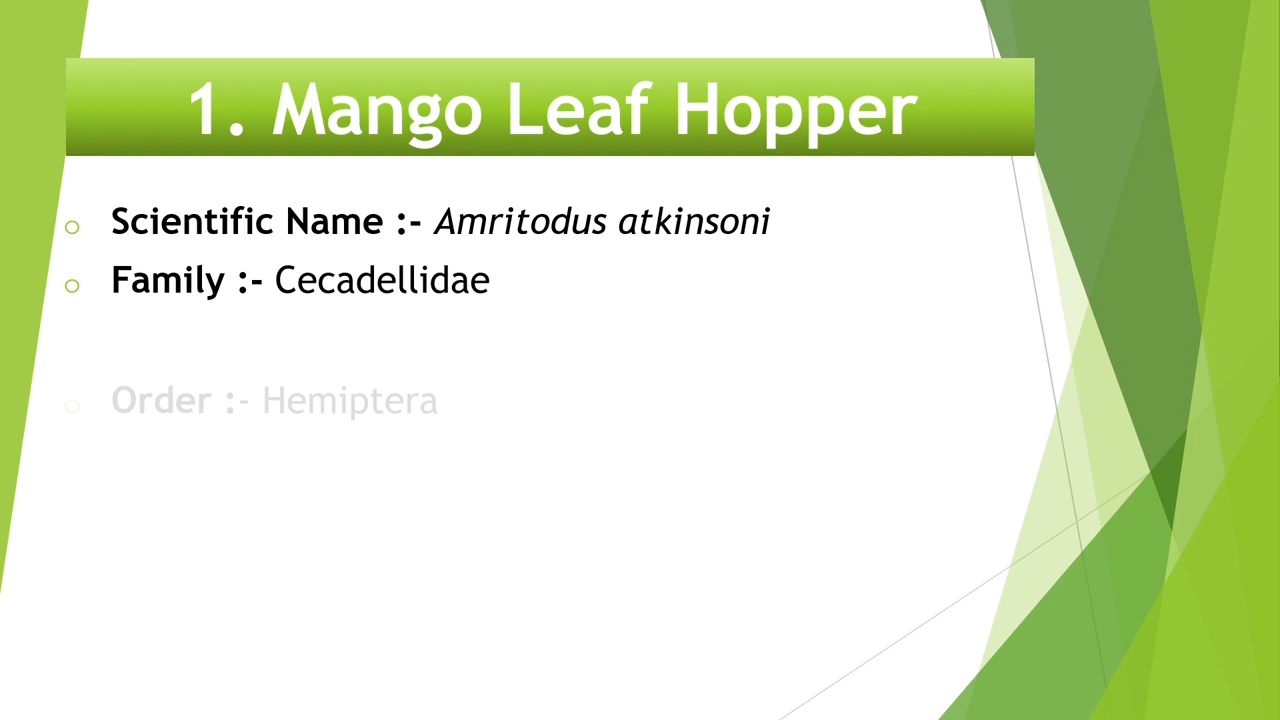 1. Mango Leaf Hopper
Scientific Name :- Amritodus atkinsoni
Family :- Cecadellidae
Order :- Hemiptera